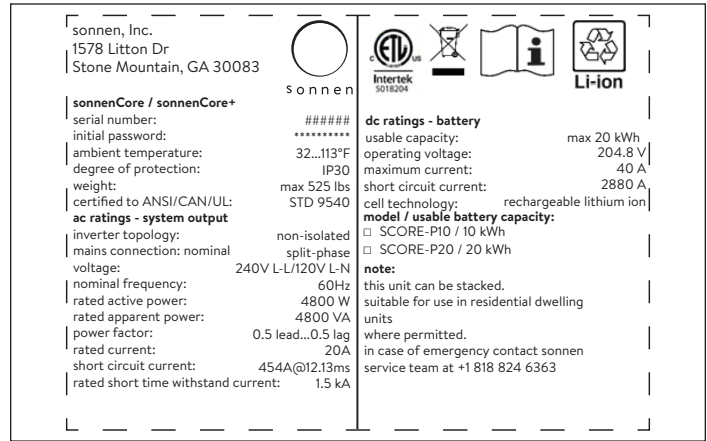 sonnen, Inc.
1578 Litton Dr
Stone Mountain, GA 30083
sonnen
c ETL us
Intertek
5018204
Li-ion
sonnenCore / sonnenCore+
serial number: ######
initial password: **********
ambient temperature: 32...113°F
degree of protection: IP30
weight: max 525 lbs
certified to ANSI/CAN/UL: STD 9540
ac ratings - system output
inverter topology: non-isolated
mains connection: nominal split-phase
voltage: 240V L-L/120V L-N
nominal frequency: 60Hz
rated active power: 4800 W
rated apparent power: 4800 VA
power factor: 0.5 lead...0.5 lag
rated current: 20A
short circuit current: 454A@12.13ms
rated short time withstand current: 1.5 kA
dc ratings - battery
usable capacity: max 20 kWh
operating voltage: 204.8 V
maximum current: 40 A
short circuit current: 2880 A
cell technology: rechargeable lithium ion
model / usable battery capacity:
□ SCORE-P10 / 10 kWh
□ SCORE-P20 / 20 kWh
note:
this unit can be stacked.
suitable for use in residential dwelling
units
where permitted.
in case of emergency contact sonnen
service team at +1 818 824 6363